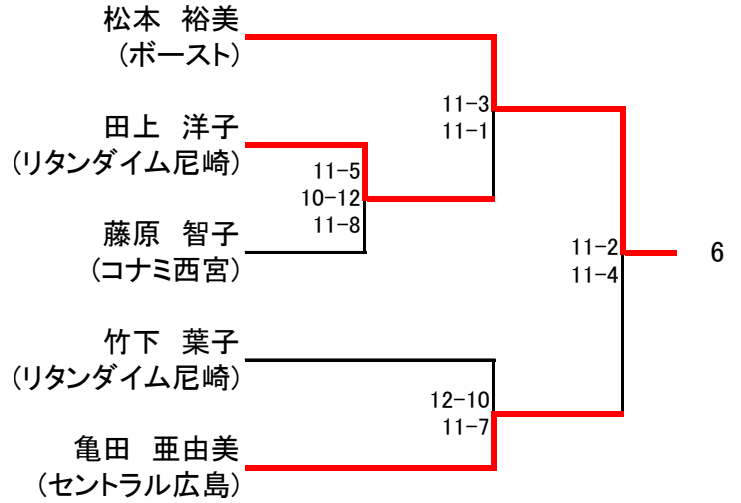 松本 裕美
(ボースト)
田上 洋子
(リタンダイム尼崎)
藤原 智子
(コナミ西宮)
竹下 葉子
(リタンダイム尼崎)
亀田 亜由美
(セントラル広島)
11-5
10-12
11-8
11-3
11-1
12-10
11-7
11-2
11-4
6